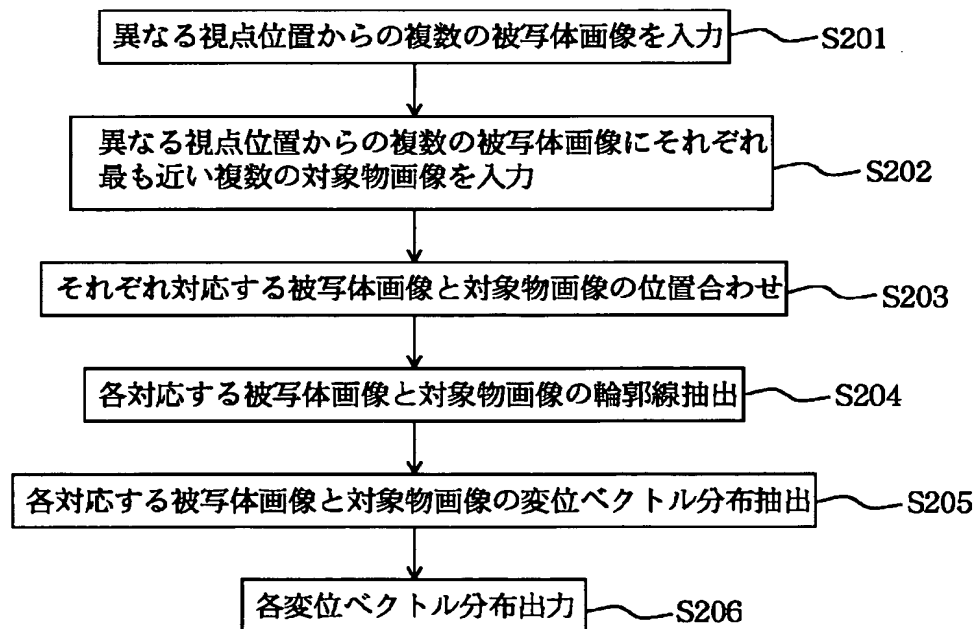 異なる視点位置からの複数の被写体画像を入力 S201
異なる視点位置からの複数の被写体画像にそれぞれ
最も近い複数の対象物画像を入力 S202
それぞれ対応する被写体画像と対象物画像の位置合わせ S203
各対応する被写体画像と対象物画像の輪郭線抽出 S204
各対応する被写体画像と対象物画像の変位ベクトル分布抽出 S205
各変位ベクトル分布出力 S206